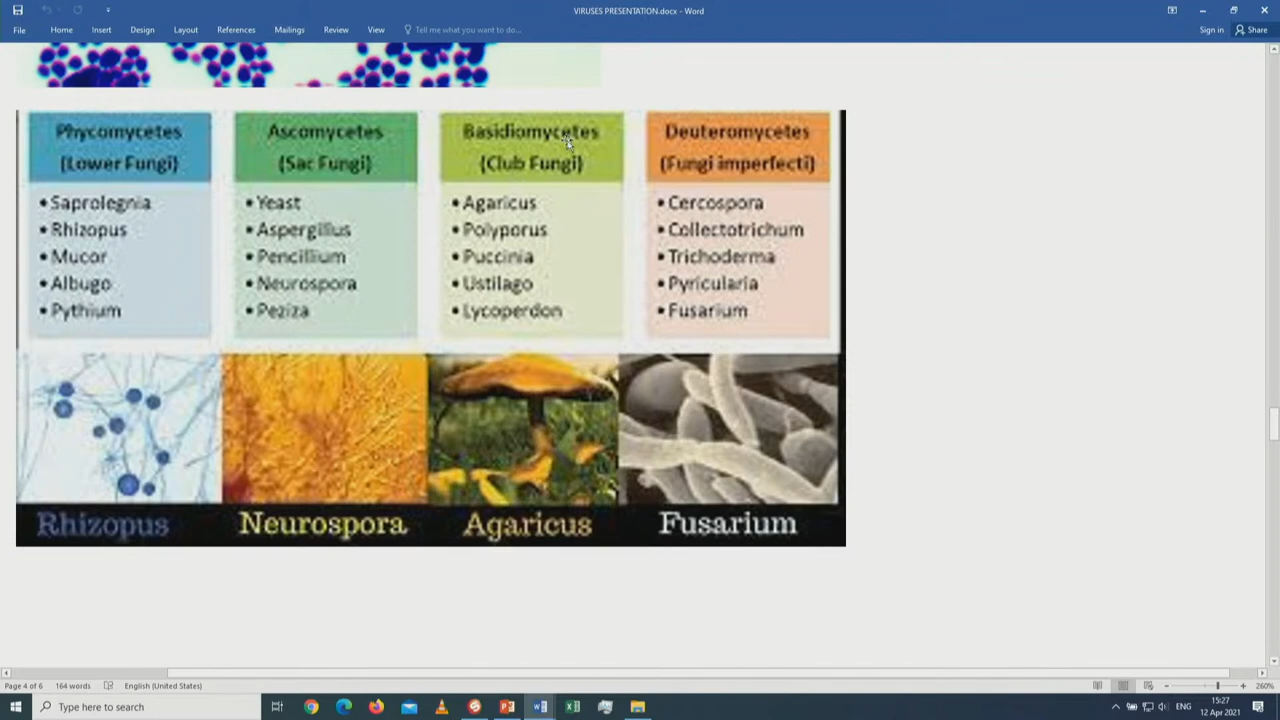 VIRUSES PRESENTATION.docx - Word
File Home Insert Design Layout References Mailings Review View Tell me what you want to do... Sign in Share
Phycomycetes
(Lower Fungi)
• Saprolegnia
• Rhizopus
• Mucor
• Albugo
• Pythium
Ascomycetes
(Sac Fungi)
• Yeast
• Aspergillus
• Pencillium
• Neurospora
• Peziza
Basidiomycetes
(Club Fungi)
• Agaricus
• Polyporus
• Puccinia
• Ustilago
• Lycoperdon
Deuteromycetes
(Fungi imperfecti)
• Cercospora
• Collectotrichum
• Trichoderma
• Pyricularia
• Fusarium
Rhizopus Neurospora Agaricus Fusarium
Page 4 of 6 164 words English (United States) 260%
Type here to search
ENG
15:27
12 Apr 2021